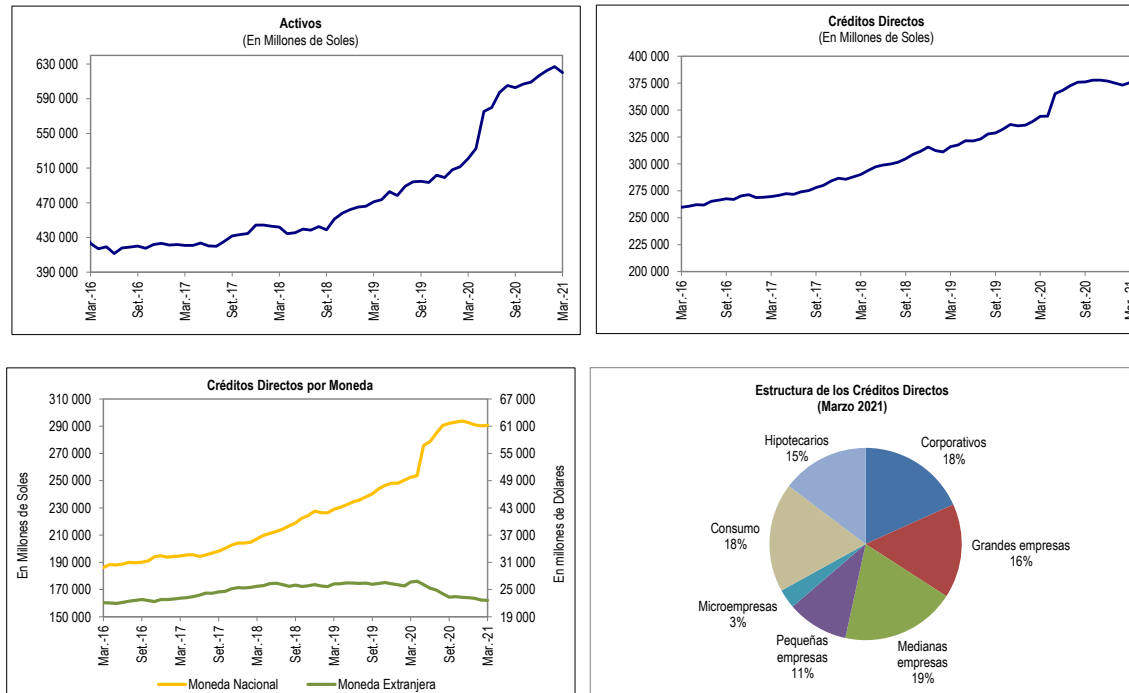 Activos
(En Millones de Soles)
630 000
590 000
550 000
510 000
470 000
430 000
390 000
Mar.-16
Set.-16
Mar.-17
Set.-17
Mar.-18
Set.-18
Mar.-19
Set.-19
Mar.-20
Set.-20
Mar.-21
Créditos Directos
(En Millones de Soles)
400 000
375 000
350 000
325 000
300 000
275 000
250 000
225 000
200 000
Mar.-16
Set.-16
Mar.-17
Set.-17
Mar.-18
Set.-18
Mar.-19
Set.-19
Mar.-20
Set.-20
Créditos Directos por Moneda
En Millones de Soles
310 000
290 000
270 000
250 000
230 000
210 000
190 000
170 000
150 000
67 000
61 000
55 000
49 000
43 000
37 000
31 000
25 000
19 000
En millones de Dólares
Mar.-16
Set.-16
Mar.-17
Set.-17
Mar.-18
Set.-18
Mar.-19
Set.-19
Mar.-20
Set.-20
Mar.-21
Moneda Nacional
Moneda Extranjera
Estructura de los Créditos Directos
(Marzo 2021)
Hipotecarios
15%
Corporativos
18%
Consumo
18%
Grandes empresas
16%
Microempresas
3%
Pequeñas
empresas
11%
Medianas
empresas
19%